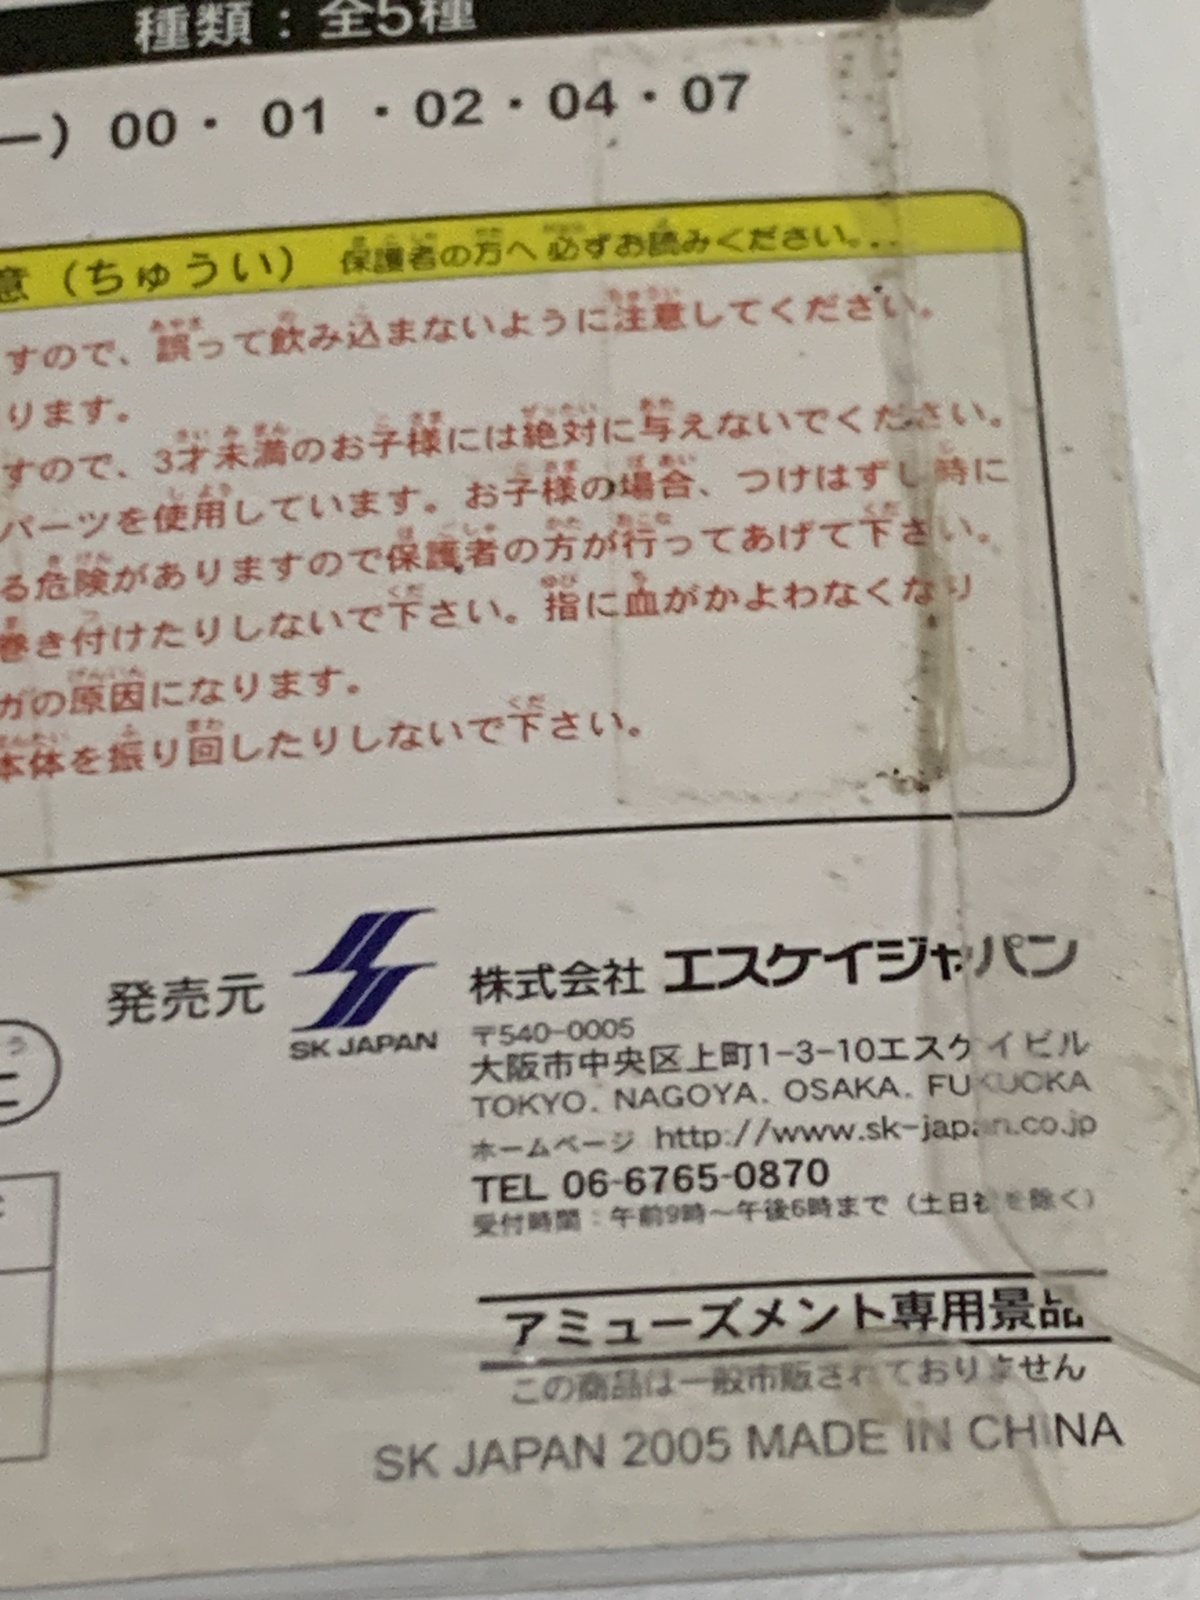 種類：全5種
ー）00・01・02・04・07
意（ちゅうい） 保護者の方へ 必ずお読みください。
すので、誤って飲み込まないように注意してください。
ります。
すので、3才未満のお子様には絶対に与えないでください。
パーツを使用しています。お子様の場合、つけはずし時に
る危険がありますので保護者の方が行ってあげて下さい。
巻き付けたりしないで下さい。指に血がかよわなくなり
ガの原因になります。
本体を振り回したりしないで下さい。
発売元
SK JAPAN
株式会社 エスケイジャパン
〒540-0005
大阪市中央区上町1-3-10エスケイビル
TOKYO. NAGOYA. OSAKA. FUKUOKA
ホームページ http://www.sk-japan.co.jp
TEL 06-6765-0870
受付時間：午前9時～午後6時まで（土日祝を除く）
アミューズメント専用景品
この商品は一般市販されておりません
SK JAPAN 2005 MADE IN CHINA